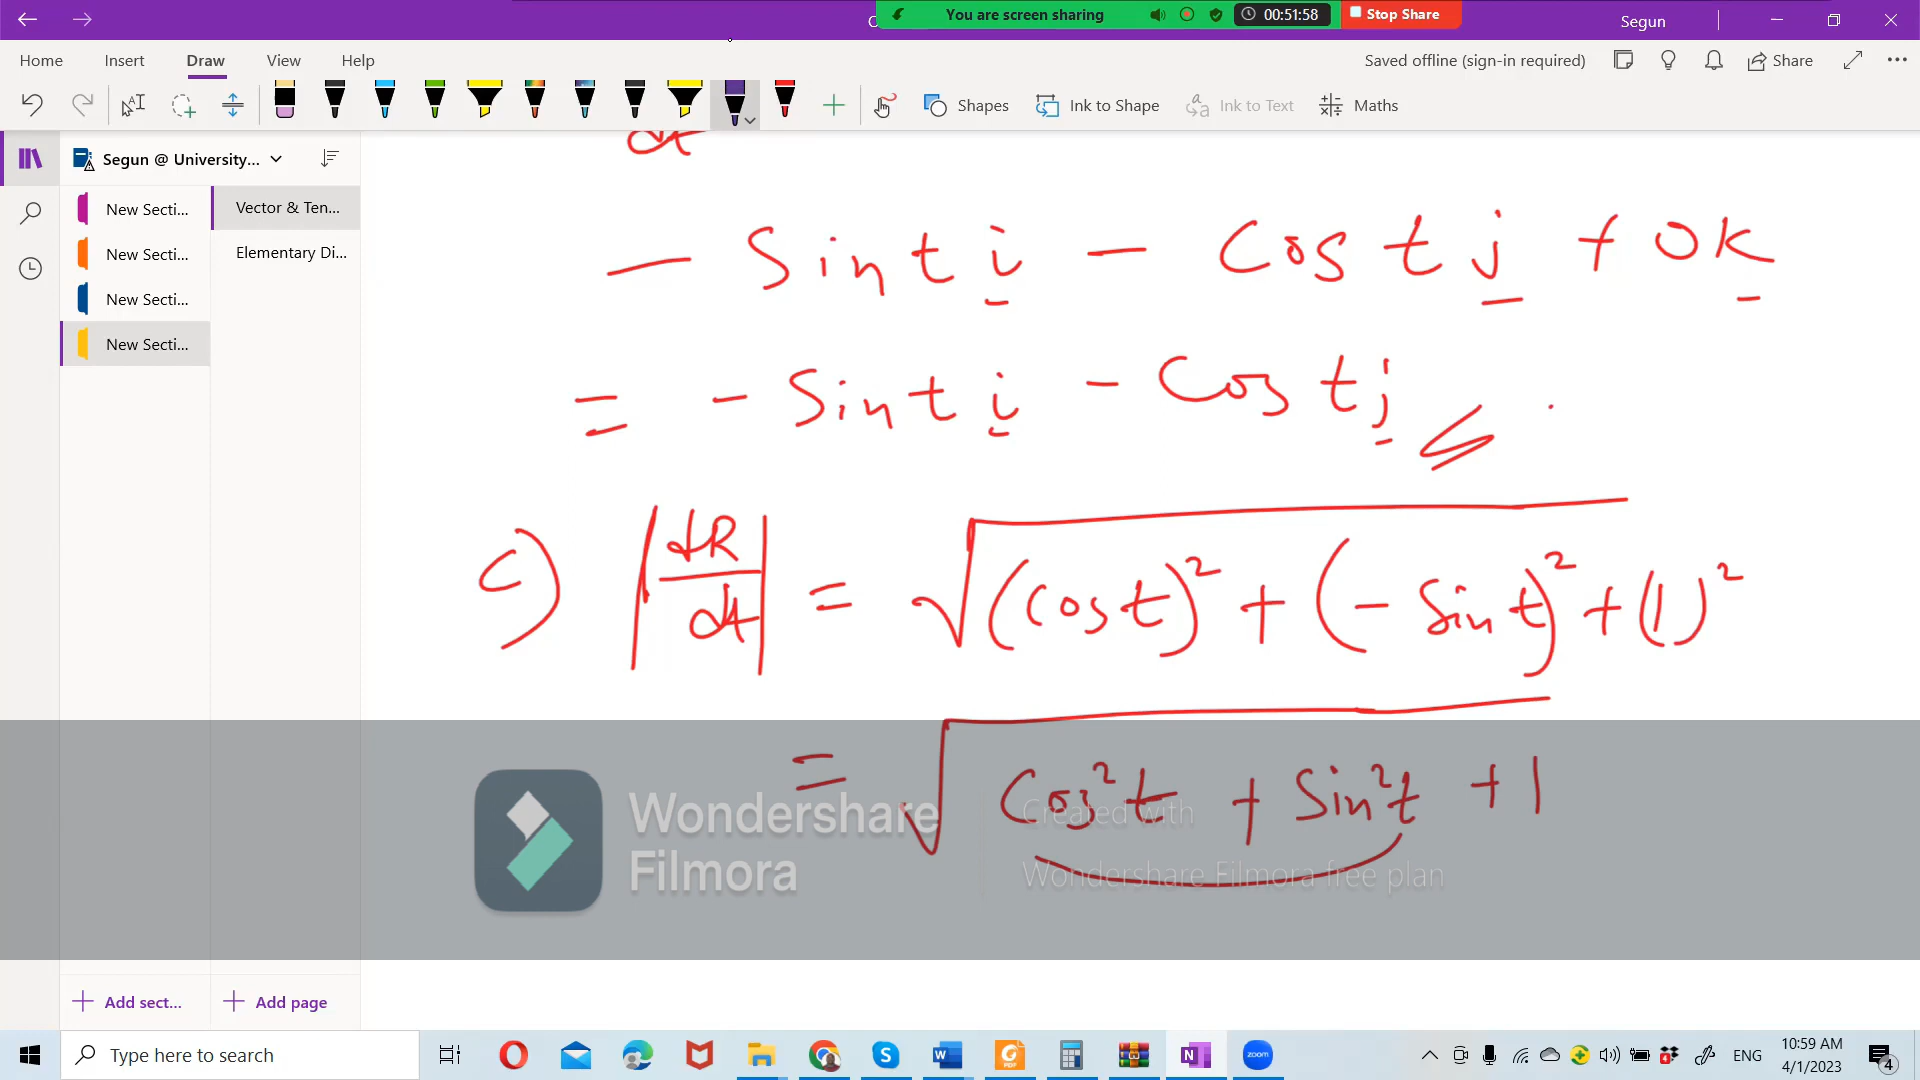 You are screen sharing 00:51:58 Stop Share Segun
Home Insert Draw View Help Saved offline (sign-in required) Share
Shapes Ink to Shape Ink to Text Maths
Segun @ University...
New Secti...
New Secti...
New Secti...
New Secti...
Vector & Ten...
Elementary Di...
dt
- Sin t i - Cos t j + 0k
= - Sin t i - Cos t j
c) |dR/dt| = √(Cos t)² + (- Sin t)² + (1)²
= √Cos²t + Sin²t + 1
Wondershare
Filmora
Created with
Wondershare Filmora free plan
Add sect... Add page
Type here to search
ENG 10:59 AM
4/1/2023
4